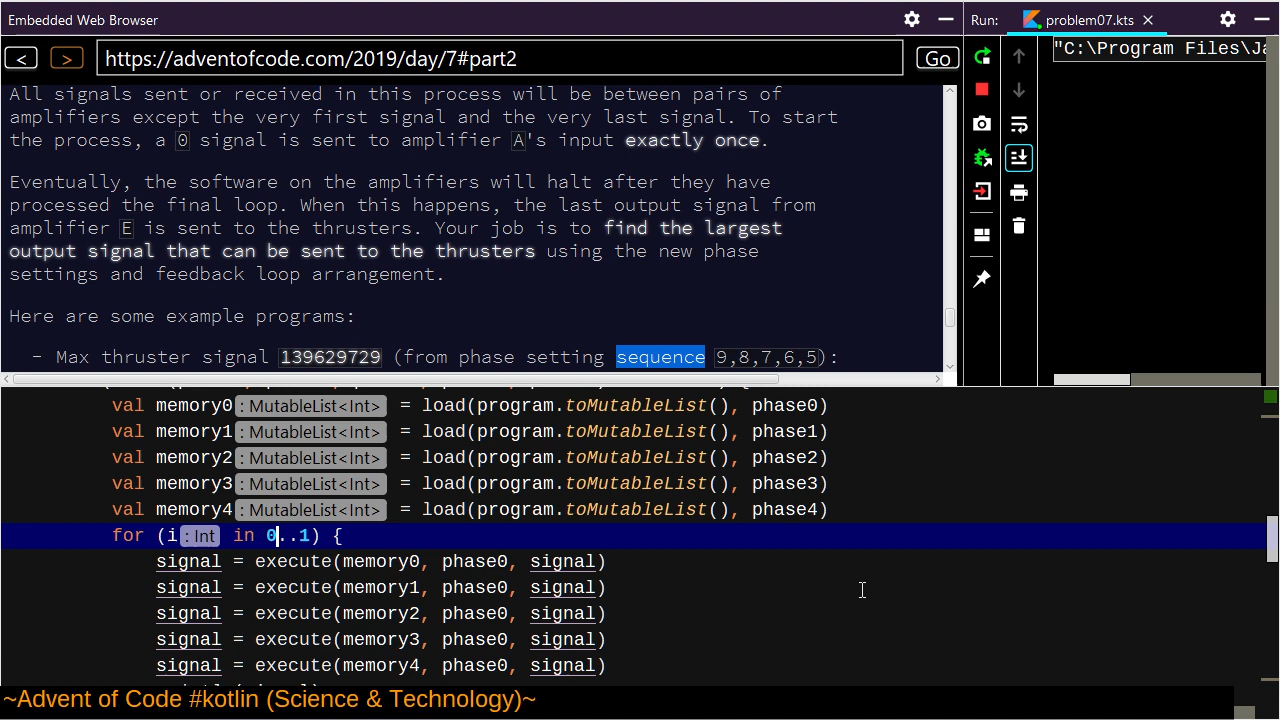 Embedded Web Browser
Run: problem07.kts
< > https://adventofcode.com/2019/day/7#part2 Go
"C:\Program Files\Ja
All signals sent or received in this process will be between pairs of
amplifiers except the very first signal and the very last signal. To start
the process, a 0 signal is sent to amplifier A's input exactly once.
Eventually, the software on the amplifiers will halt after they have
processed the final loop. When this happens, the last output signal from
amplifier E is sent to the thrusters. Your job is to find the largest
output signal that can be sent to the thrusters using the new phase
settings and feedback loop arrangement.
Here are some example programs:
- Max thruster signal 139629729 (from phase setting sequence 9,8,7,6,5):
val memory0 : MutableList<Int> = load(program.toMutableList(), phase0)
val memory1 : MutableList<Int> = load(program.toMutableList(), phase1)
val memory2 : MutableList<Int> = load(program.toMutableList(), phase2)
val memory3 : MutableList<Int> = load(program.toMutableList(), phase3)
val memory4 : MutableList<Int> = load(program.toMutableList(), phase4)
for (i : Int in 0..1) {
signal = execute(memory0, phase0, signal)
signal = execute(memory1, phase0, signal)
signal = execute(memory2, phase0, signal)
signal = execute(memory3, phase0, signal)
signal = execute(memory4, phase0, signal)
~Advent of Code #kotlin (Science & Technology)~